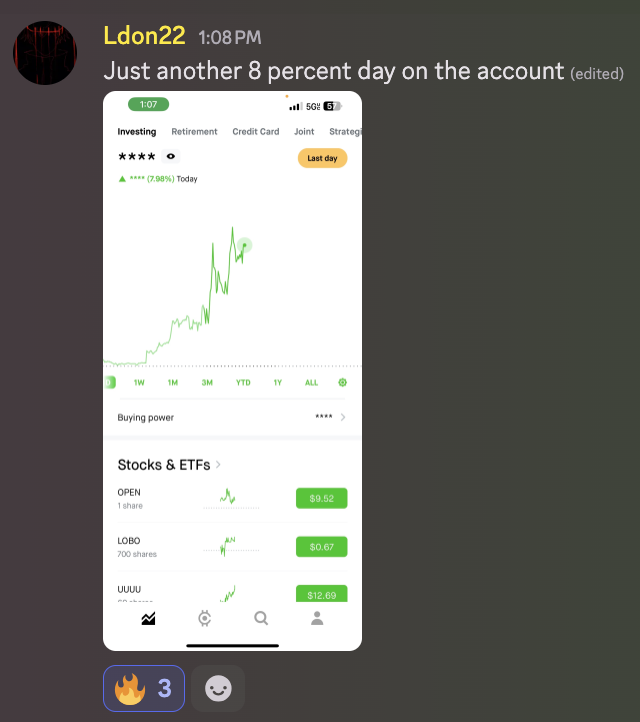 Ldon22 1:08 PM
Just another 8 percent day on the account (edited)
1:07 57
Investing Retirement Credit Card Joint Strategi
**** Last day
▲ **** (7.98%) Today
1W 1M 3M YTD 1Y ALL
Buying power ****
Stocks & ETFs
OPEN
1 share
$9.52
LOBO
700 shares
$0.67
UUUU
$12.69
3